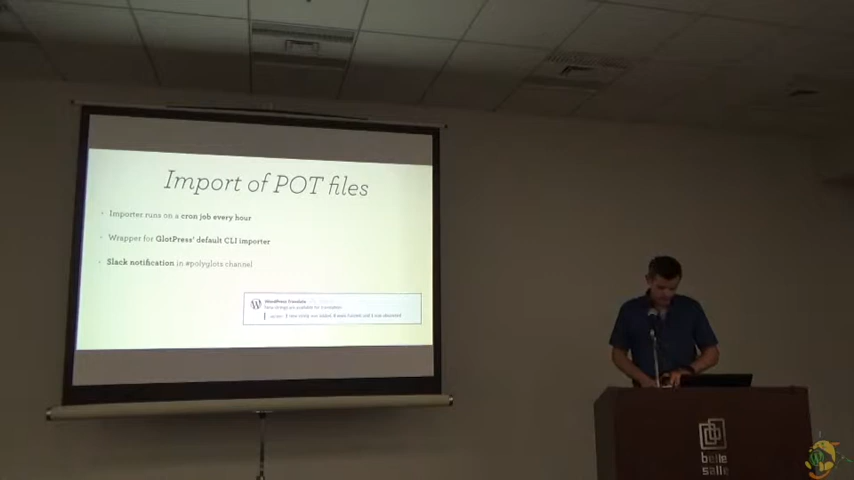 Import of POT files
Importer runs on a cron job every hour
Wrapper for GlotPress' default CLI importer
Slack notification in #polyglots channel
WordPress Translate
belle
salle